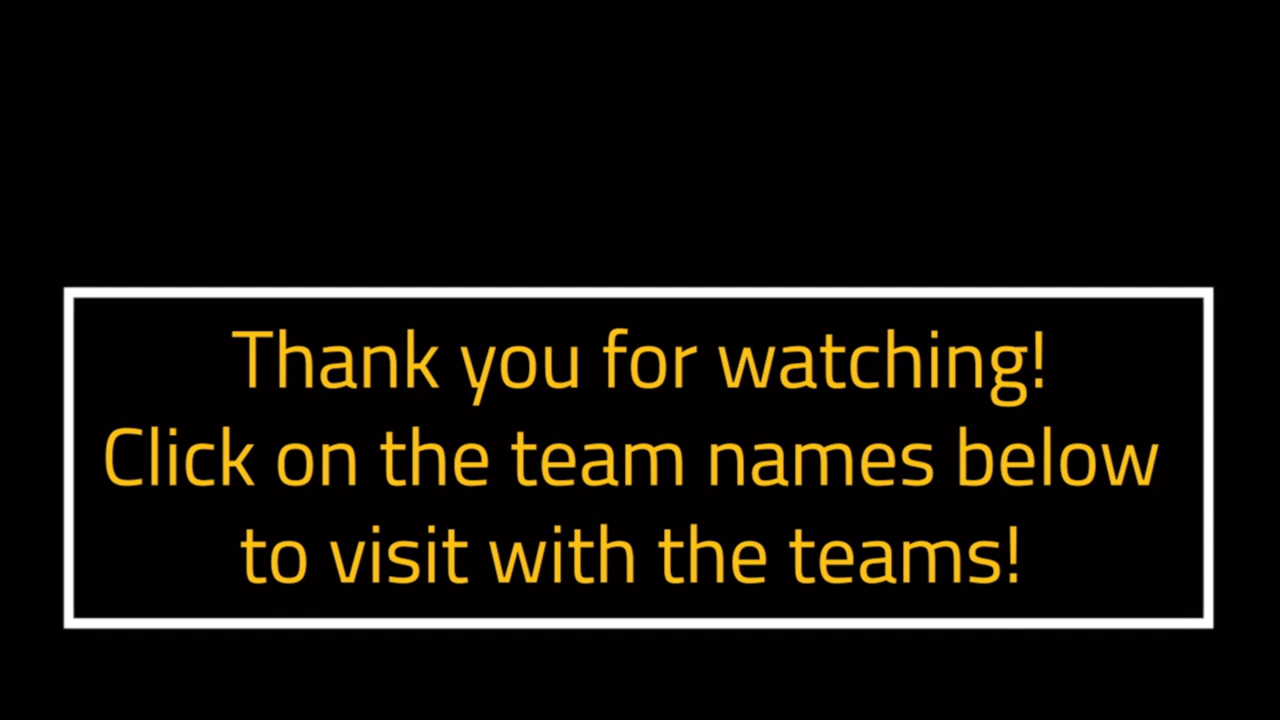 Thank you for watching!
Click on the team names below
to visit with the teams!